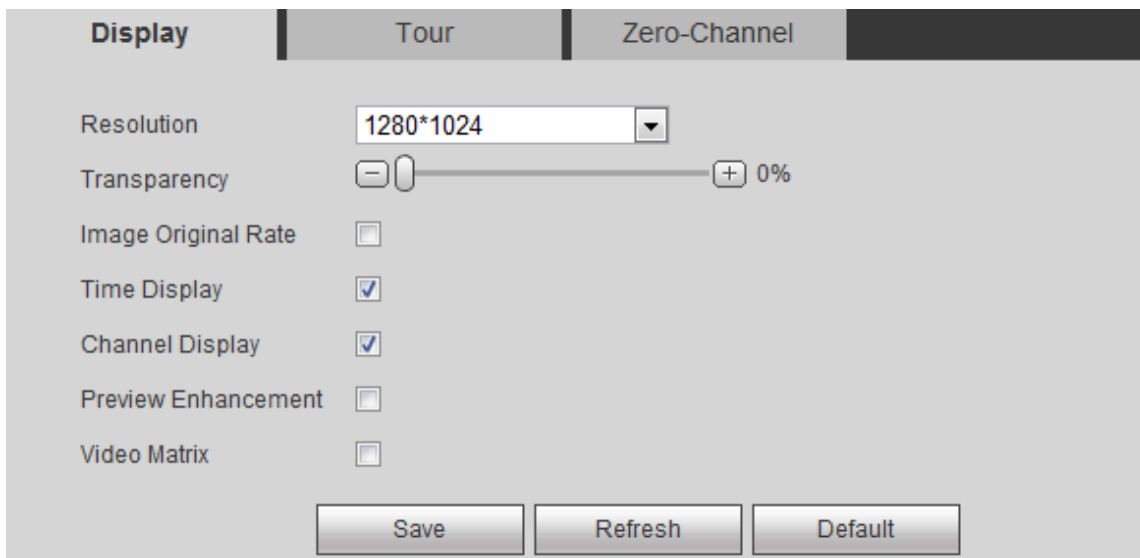 Display Tour Zero-Channel
Resolution 1280*1024
Transparency 0%
Image Original Rate
Time Display
Channel Display
Preview Enhancement
Video Matrix
Save Refresh Default